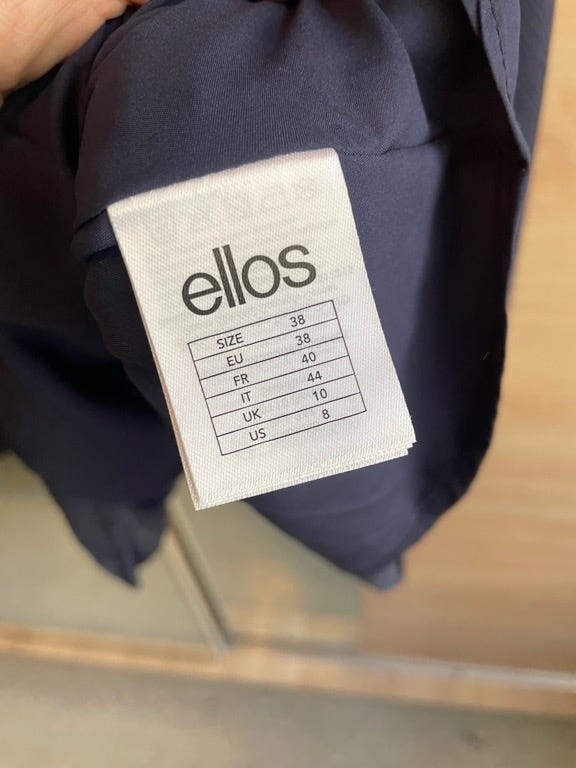 ellos
SIZE 38
EU 38
FR 40
IT 44
UK 10
US 8